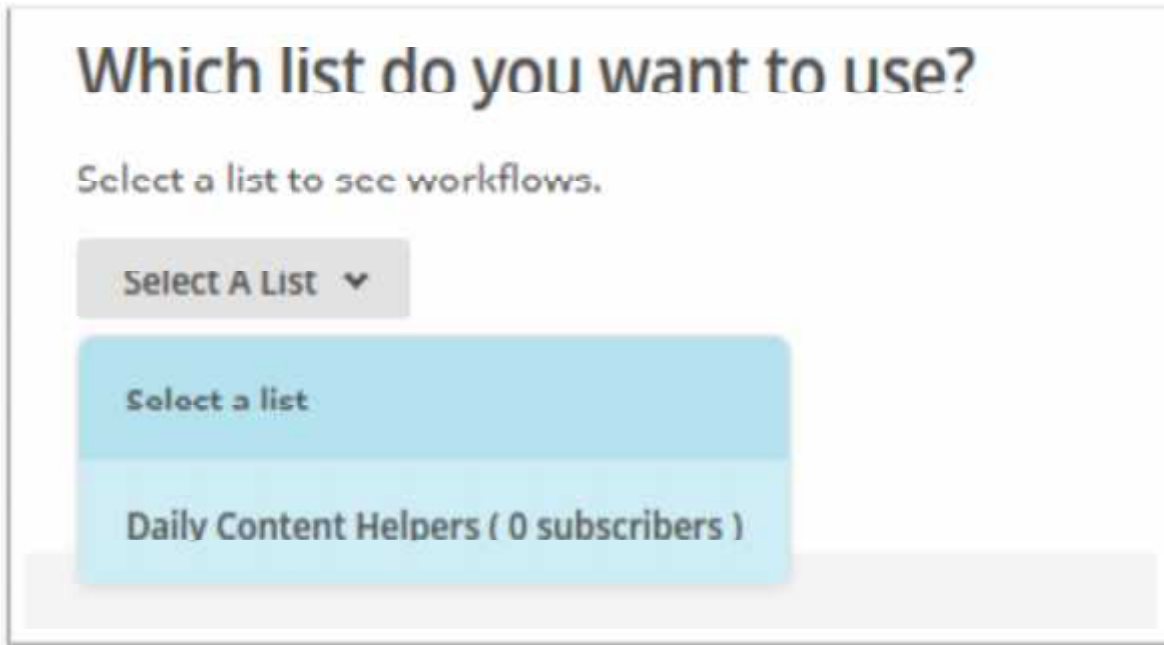 Which list do you want to use?
Select a list to see workflows.
Select A List
Select a list
Daily Content Helpers ( 0 subscribers )